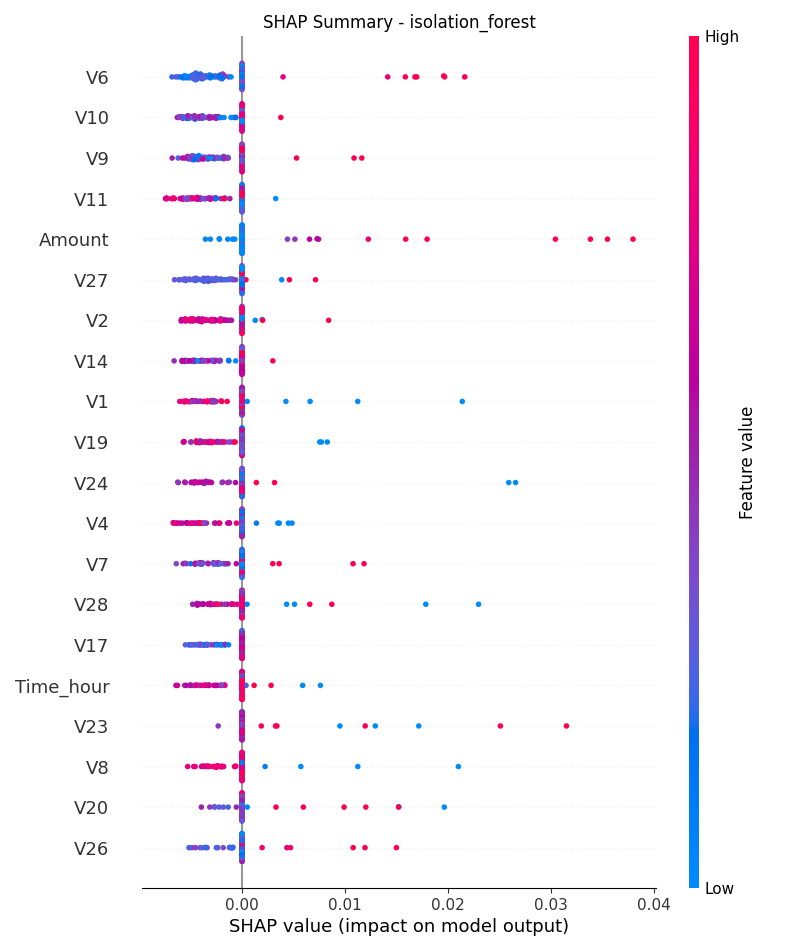 SHAP Summary - isolation_forest
High
V6
V10
V9
V11
Amount
V27
V2
V14
V1
V19
V24
V4
V7
V28
V17
Time_hour
V23
V8
V20
V26
Feature value
Low
0.00 0.01 0.02 0.03 0.04
SHAP value (impact on model output)